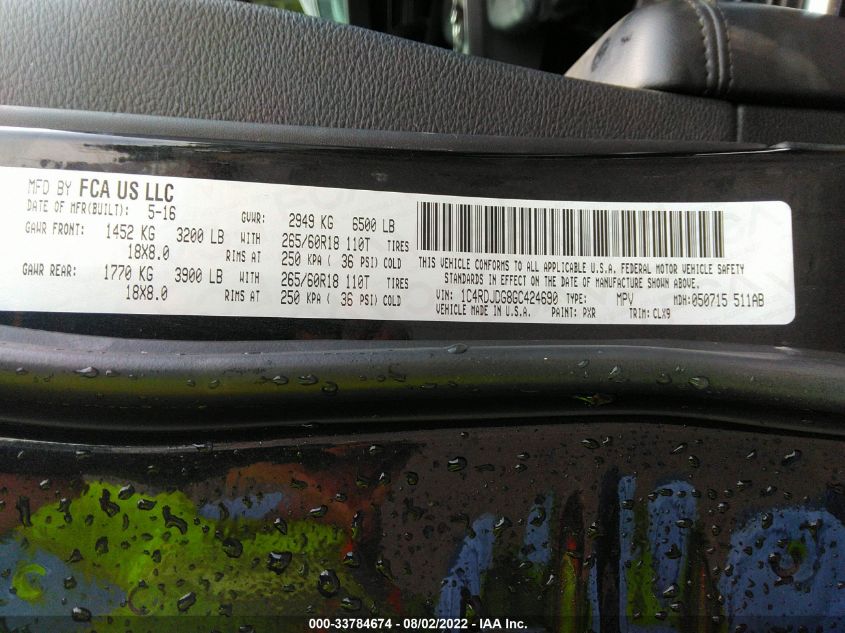 MFD BY FCA US LLC
DATE OF MFR(BUILT): 5-16 GVWR: 2949 KG 6500 LB
GAWR FRONT: 1452 KG 3200 LB WITH 265/60R18 110T TIRES
18X8.0 RIMS AT 250 KPA ( 36 PSI) COLD
GAWR REAR: 1770 KG 3900 LB WITH 265/60R18 110T TIRES
18X8.0 RIMS AT 250 KPA ( 36 PSI) COLD
THIS VEHICLE CONFORMS TO ALL APPLICABLE U.S.A. FEDERAL MOTOR VEHICLE SAFETY
STANDARDS IN EFFECT ON THE DATE OF MANUFACTURE SHOWN ABOVE
VIN: 1C4RDJDG8GC424690 TYPE: MPV MDH:050715 511AB
VEHICLE MADE IN U.S.A. PAINT: PXR TRIM: CLX9
000-33784674 - 08/02/2022 - IAA Inc.